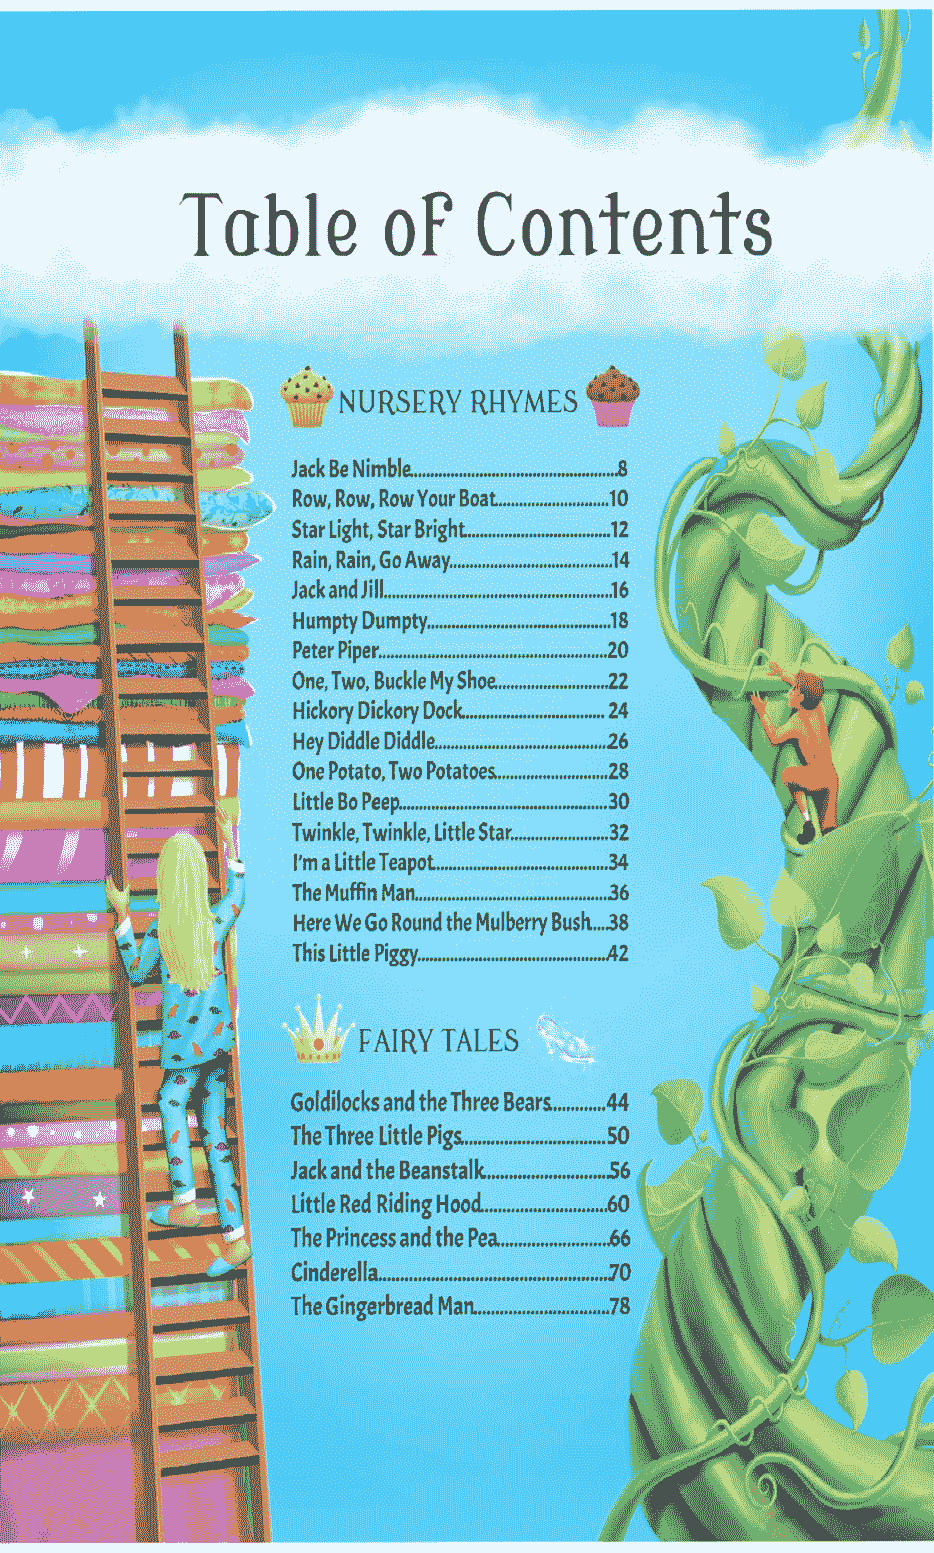 Table of Contents
NURSERY RHYMES
Jack Be Nimble................................................8
Row, Row, Row Your Boat..........................10
Star Light, Star Bright..................................12
Rain, Rain, Go Away.....................................14
Jack and Jill.....................................................16
Humpty Dumpty..........................................18
Peter Piper.....................................................20
One, Two, Buckle My Shoe..........................22
Hickory Dickory Dock................................. 24
Hey Diddle Diddle........................................26
One Potato, Two Potatoes..........................28
Little Bo Peep................................................30
Twinkle, Twinkle, Little Star.......................32
I'm a Little Teapot........................................34
The Muffin Man.............................................36
Here We Go Round the Mulberry Bush.....38
This Little Piggy............................................42
FAIRY TALES
Goldilocks and the Three Bears.............44
The Three Little Pigs.................................50
Jack and the Beanstalk.............................56
Little Red Riding Hood.............................60
The Princess and the Pea..........................66
Cinderella.....................................................70
The Gingerbread Man...............................78